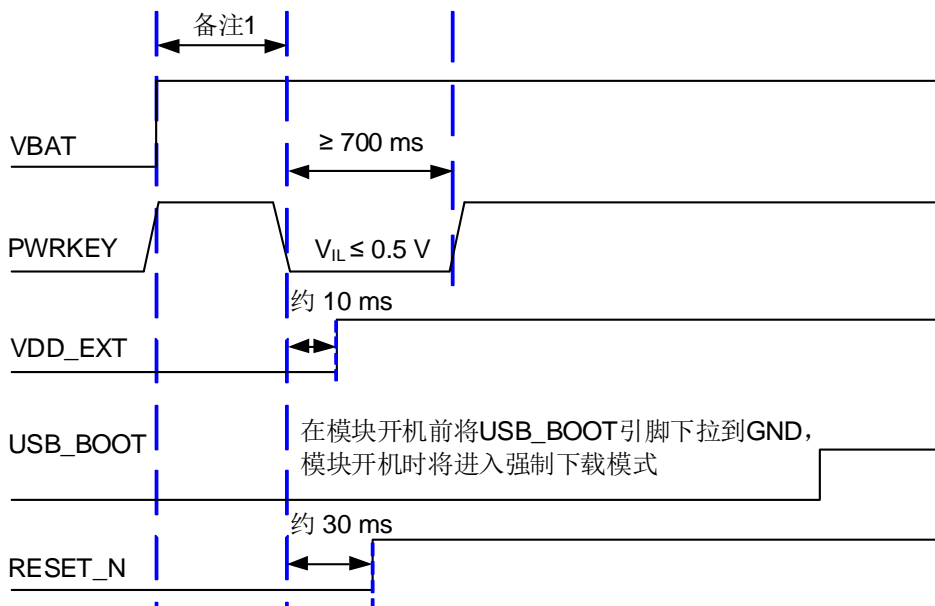 备注1
VBAT
≥ 700 ms
PWRKEY
VIL ≤ 0.5 V
约 10 ms
VDD_EXT
USB_BOOT
在模块开机前将USB_BOOT引脚下拉到GND，
模块开机时将进入强制下载模式
约 30 ms
RESET_N